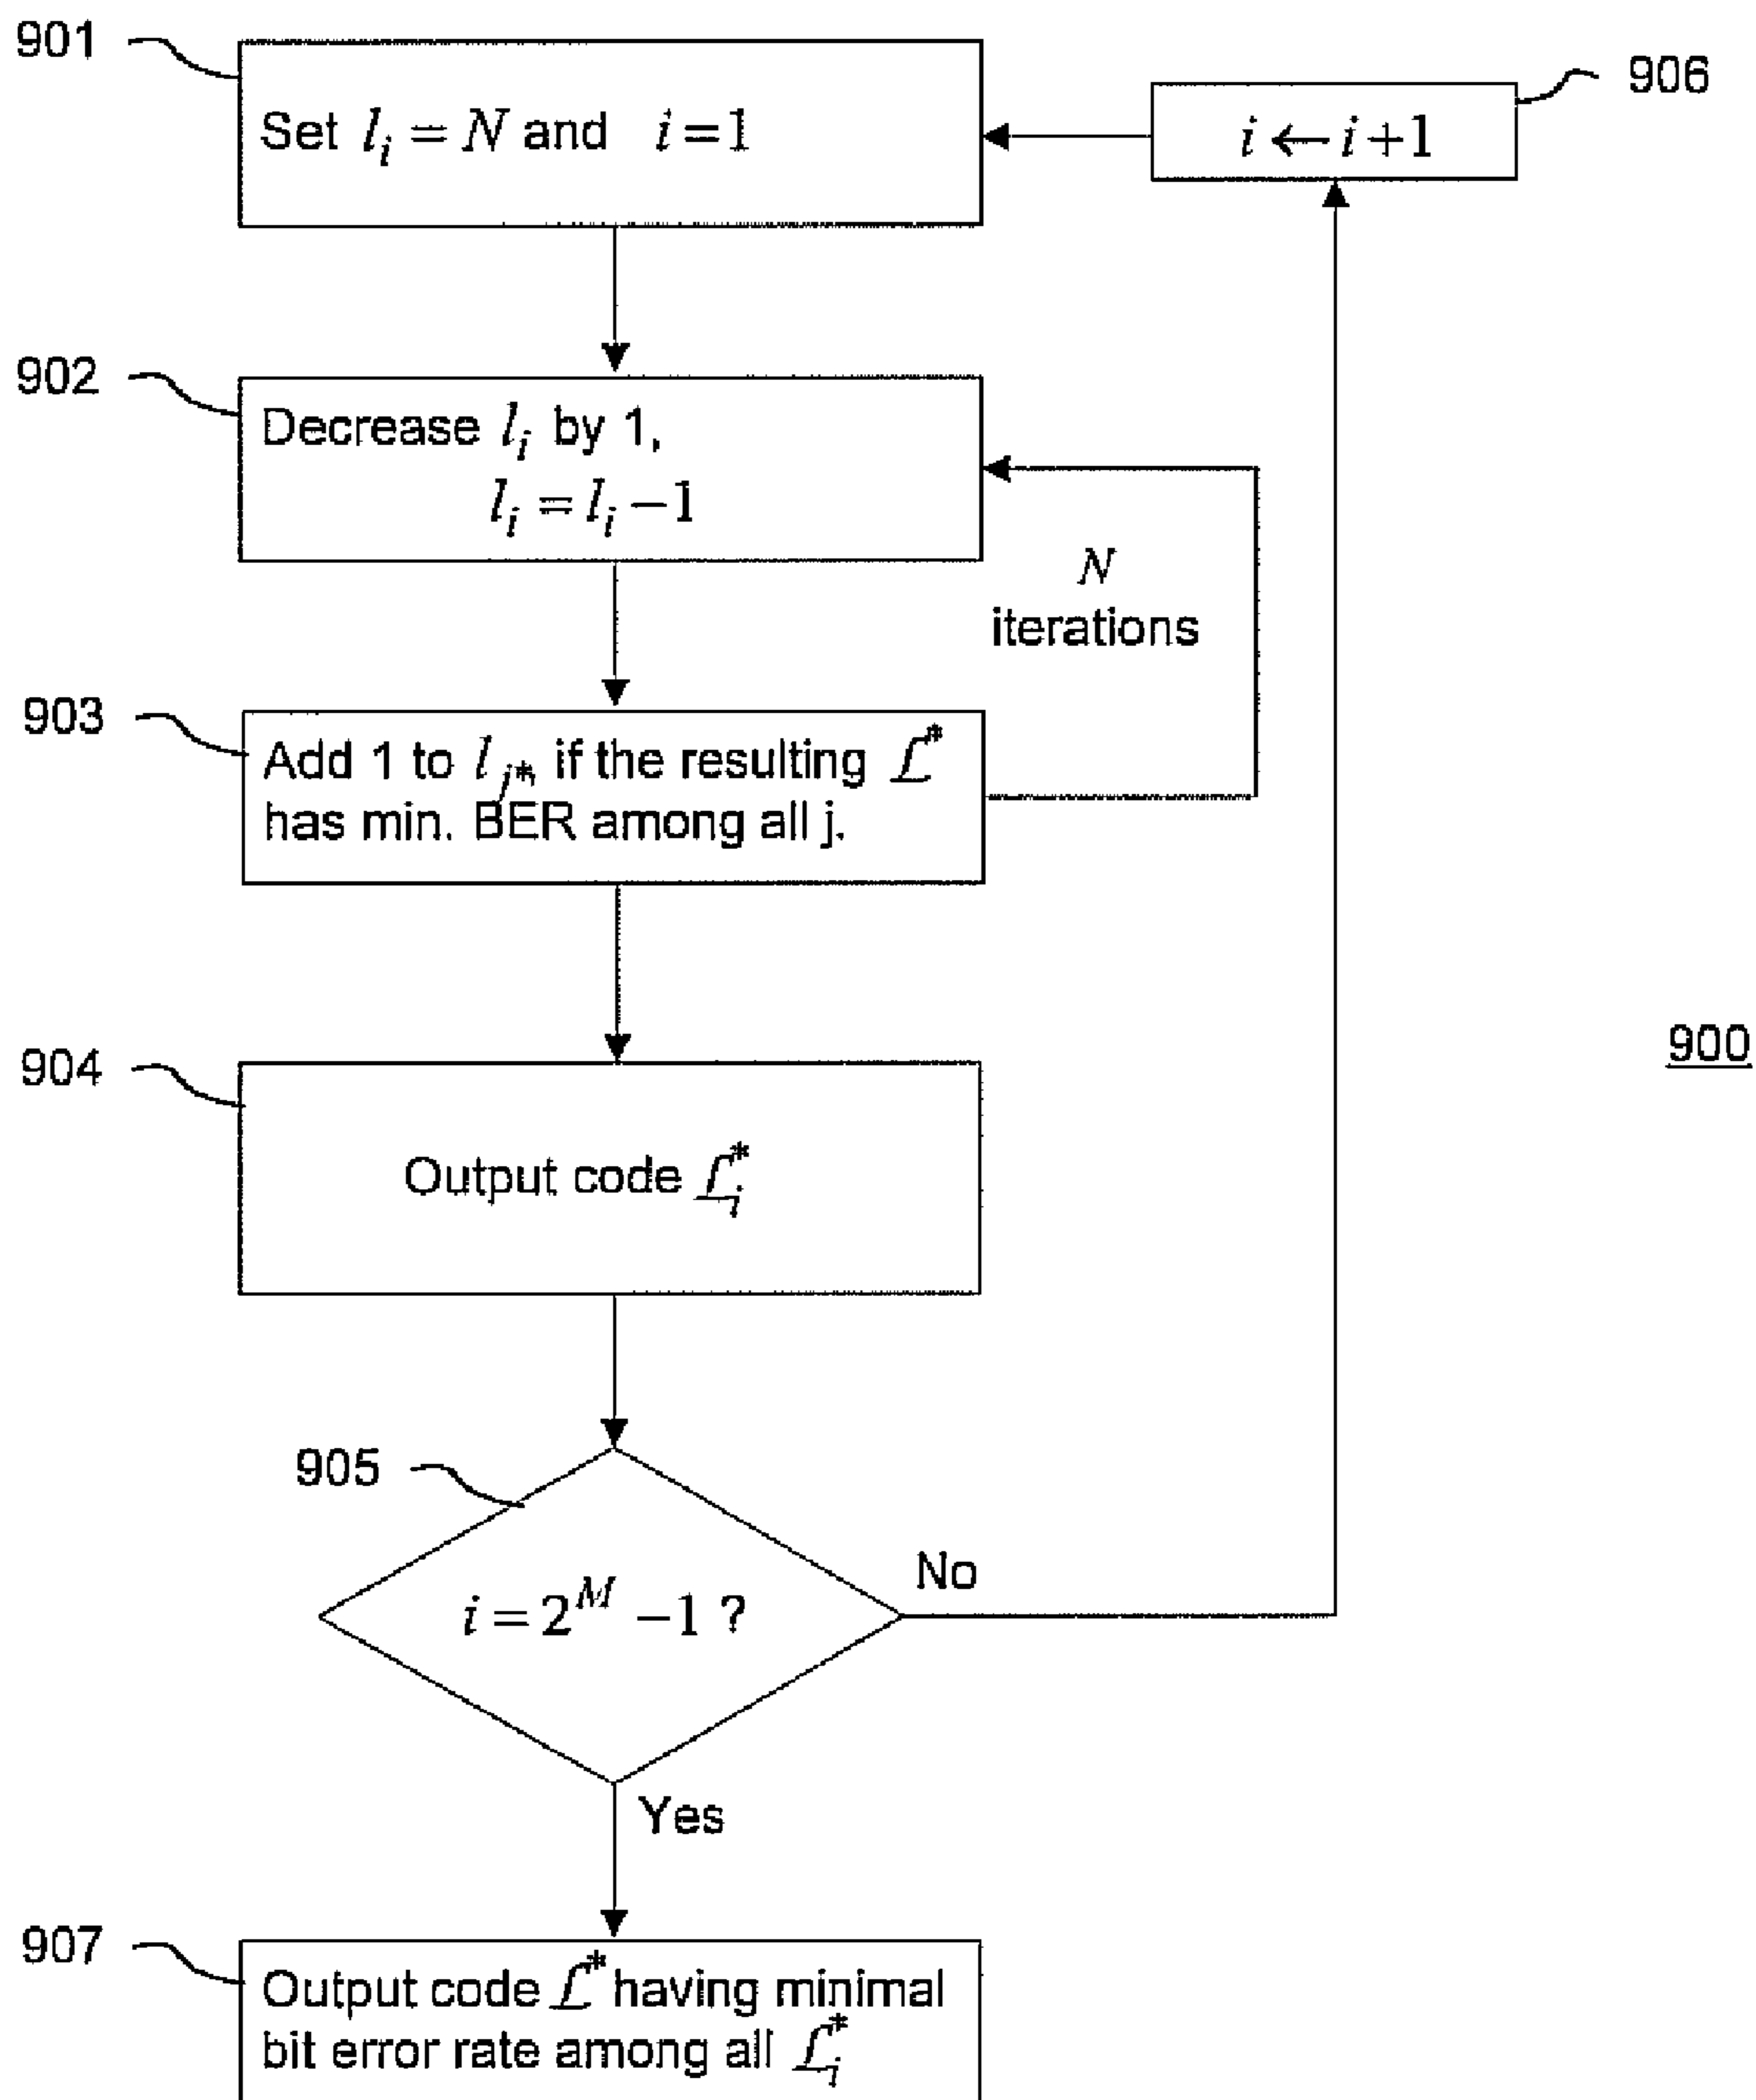 901
Set l_i = N and i = 1
906
i ← i + 1
902
Decrease l_i by 1,
l_i = l_i − 1
N
iterations
903
Add 1 to l_{j*}, if the resulting ℒ*
has min. BER among all j.
904
Output code ℒ_i^*
900
905
i = 2^M − 1 ?
No
Yes
907
Output code ℒ* having minimal
bit error rate among all ℒ_i^*